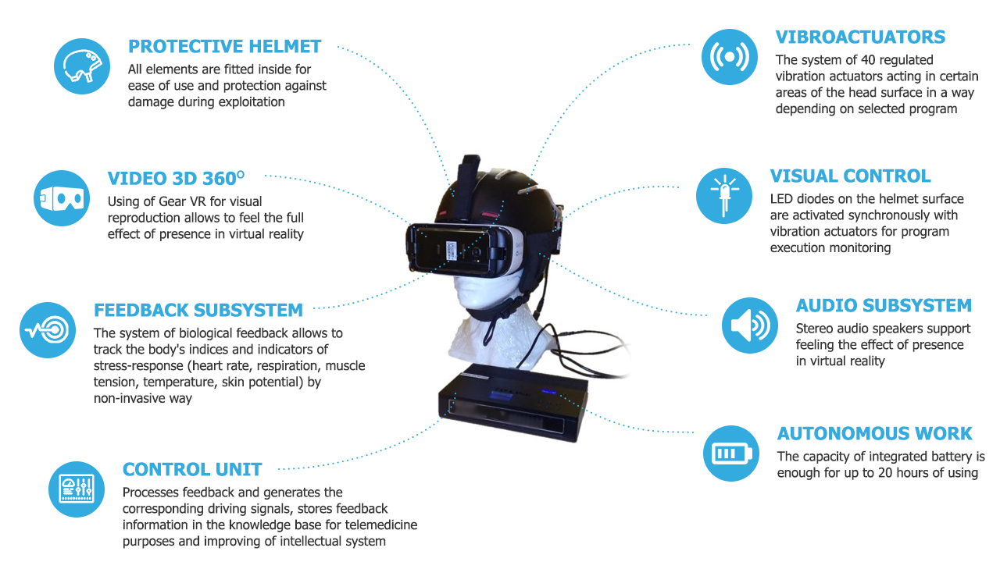 PROTECTIVE HELMET
All elements are fitted inside for
ease of use and protection against
damage during exploitation
VIDEO 3D 360°
Using of Gear VR for visual
reproduction allows to feel the full
effect of presence in virtual reality
FEEDBACK SUBSYSTEM
The system of biological feedback allows to
track the body's indices and indicators of
stress-response (heart rate, respiration, muscle
tension, temperature, skin potential) by
non-invasive way
CONTROL UNIT
Processes feedback and generates the
corresponding driving signals, stores feedback
information in the knowledge base for telemedicine
purposes and improving of intellectual system
VIBROACTUATORS
The system of 40 regulated
vibration actuators acting in certain
areas of the head surface in a way
depending on selected program
VISUAL CONTROL
LED diodes on the helmet surface
are activated synchronously with
vibration actuators for program
execution monitoring
AUDIO SUBSYSTEM
Stereo audio speakers support
feeling the effect of presence
in virtual reality
AUTONOMOUS WORK
The capacity of integrated battery is
enough for up to 20 hours of using